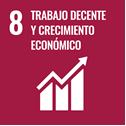 8 TRABAJO DECENTE
Y CRECIMIENTO
ECONÓMICO